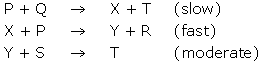 P + Q → X + T (slow)
X + P → Y + R (fast)
Y + S → T (moderate)